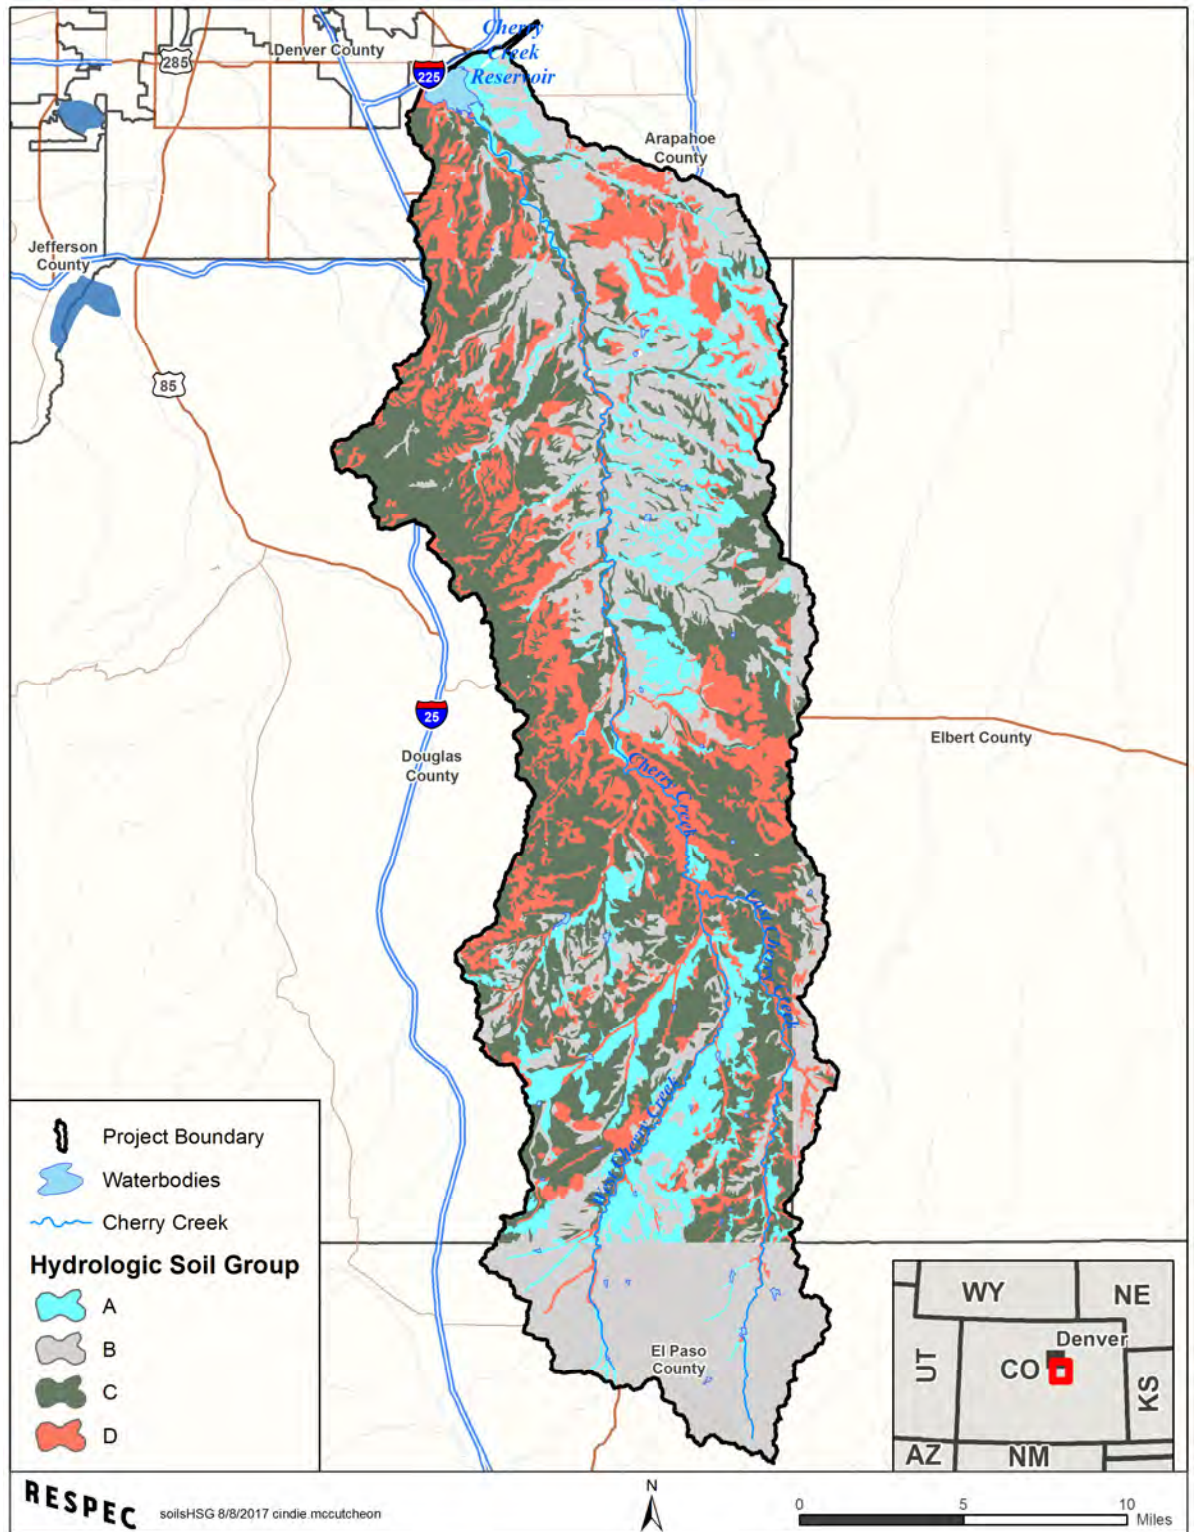 Cherry
Creek
Reservoir
Denver County
285
225
Arapahoe
County
Jefferson
County
85
25
Douglas
County
Elbert County
Cherry Creek
East Cherry Creek
West Cherry Creek
El Paso
County
Project Boundary
Waterbodies
Cherry Creek
Hydrologic Soil Group
A
B
C
D
WY
NE
Denver
UT
CO
KS
AZ
NM
RESPEC
soilsHSG 8/8/2017 cindie.mccutcheon
N
0 5 10
Miles